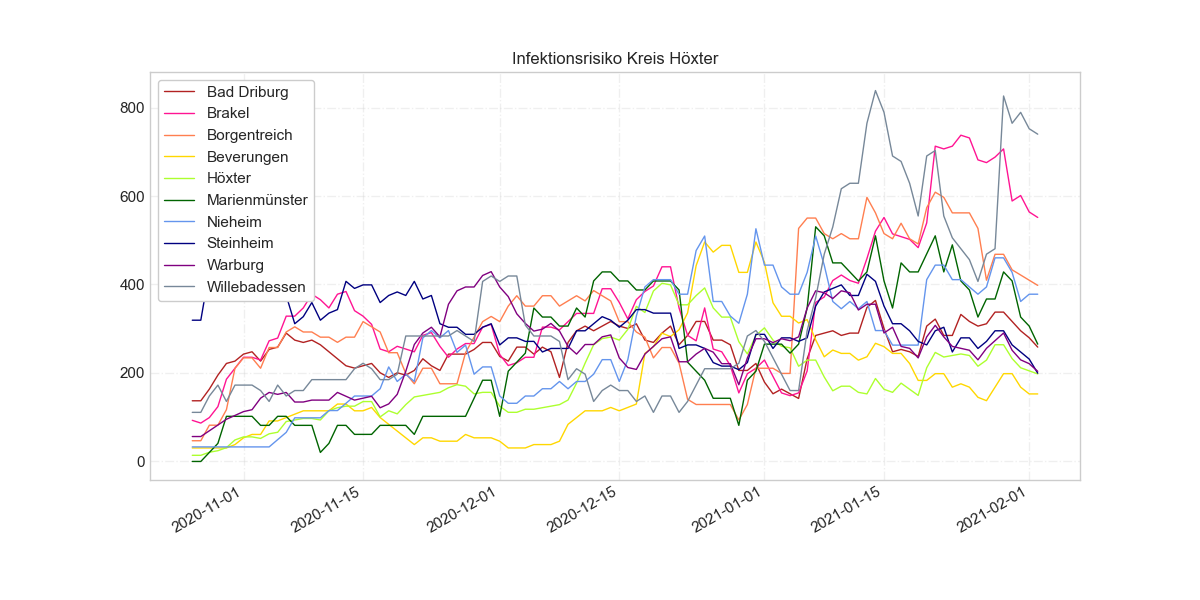 Infektionsrisiko Kreis Höxter
Bad Driburg
Brakel
Borgentreich
Beverungen
Höxter
Marienmünster
Nieheim
Steinheim
Warburg
Willebadessen
800
600
400
200
0
2020-11-01
2020-11-15
2020-12-01
2020-12-15
2021-01-01
2021-01-15
2021-02-01